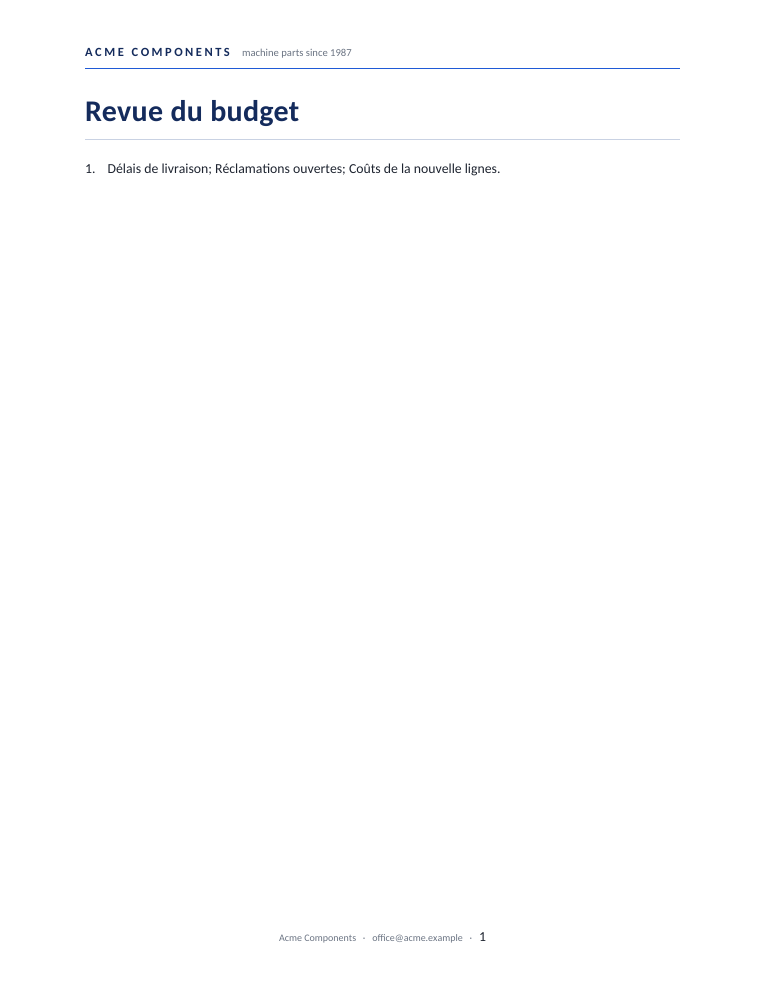 ACME COMPONENTS machine parts since 1987
Revue du budget
1. Délais de livraison; Réclamations ouvertes; Coûts de la nouvelle lignes.
Acme Components · office@acme.example · 1